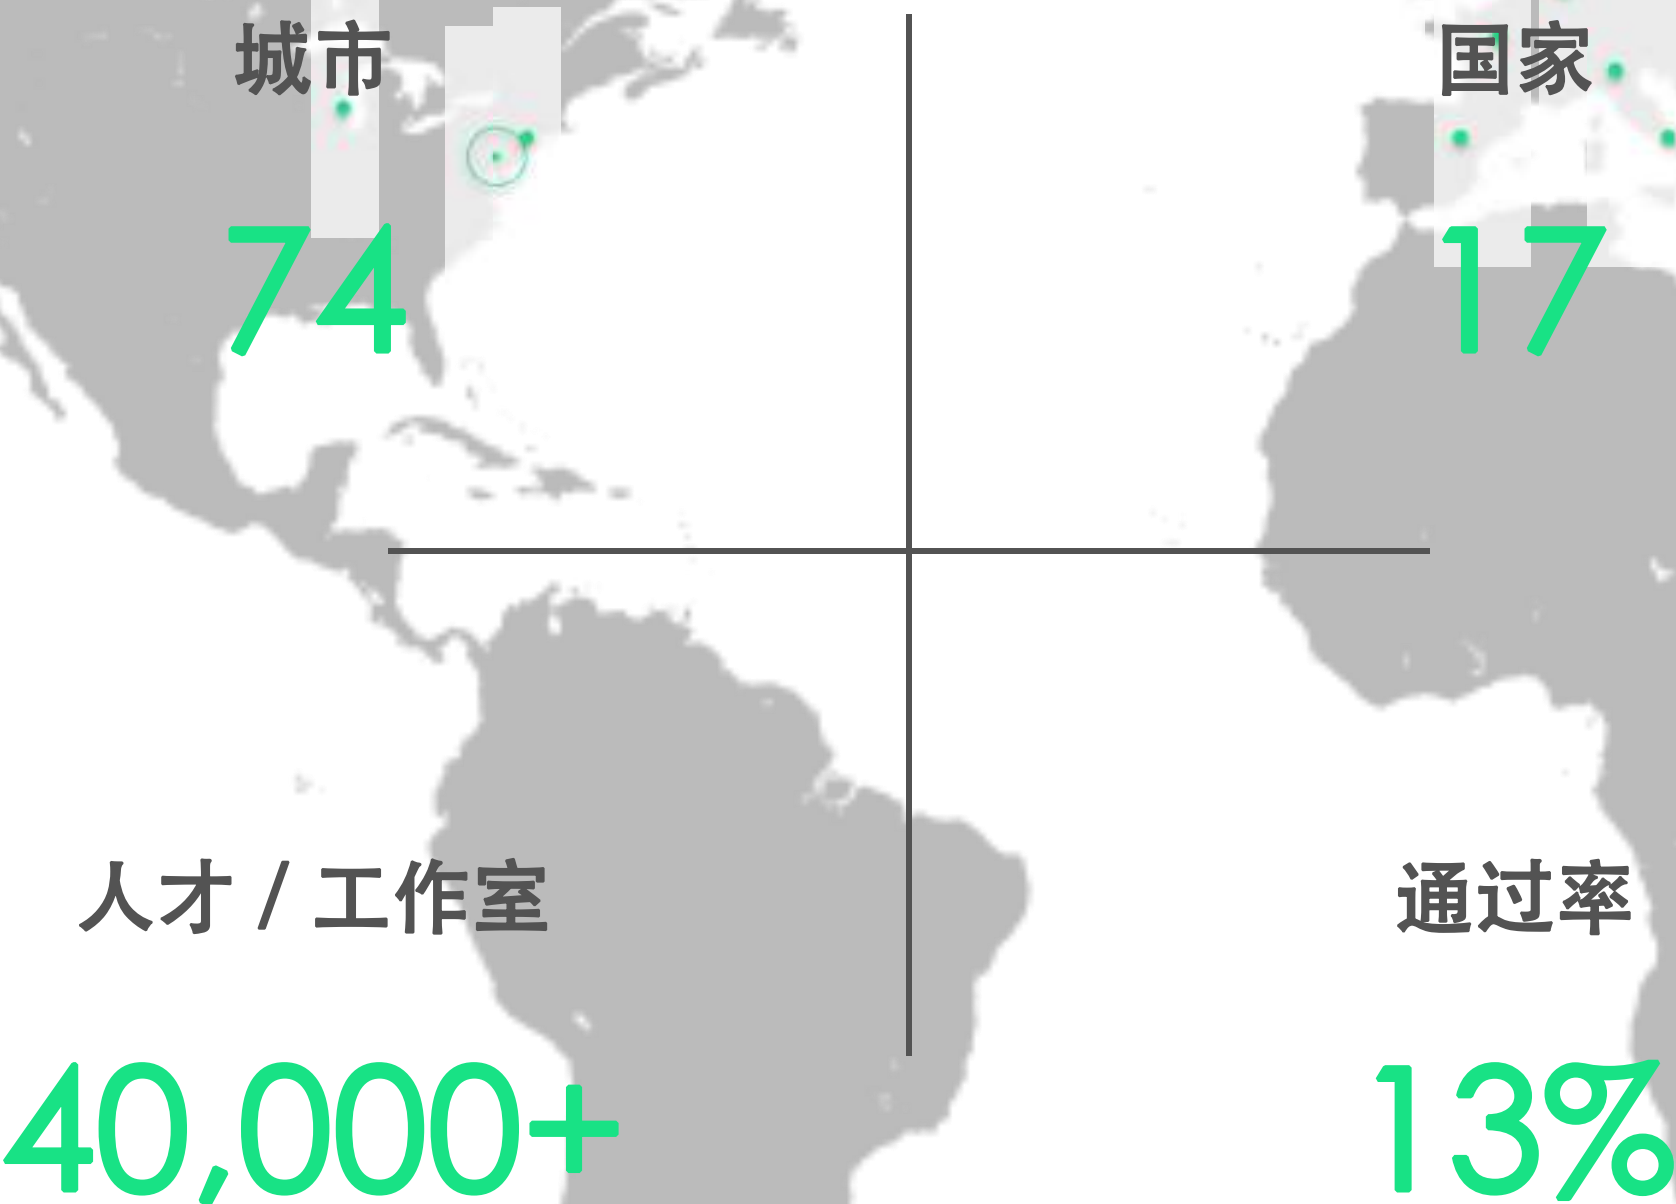 城市
74
国家
17
人才 / 工作室
40,000+
通过率
13%